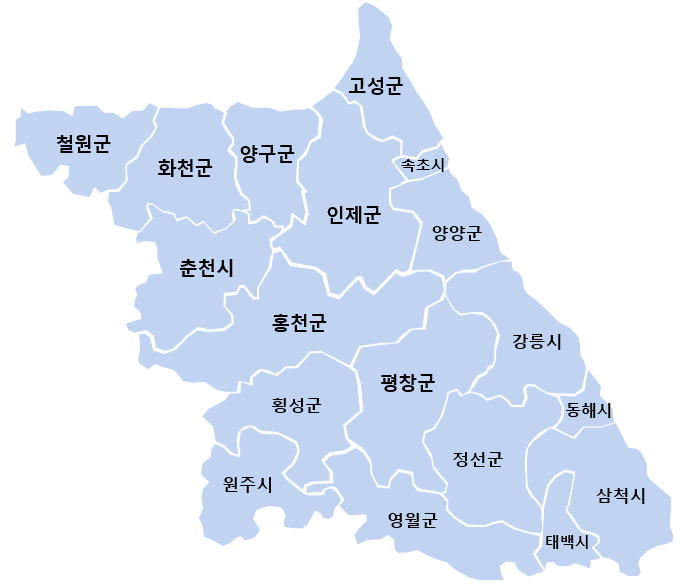 고성군
철원군
양구군
화천군
속초시
인제군
양양군
춘천시
홍천군
강릉시
평창군
횡성군
동해시
정선군
원주시
삼척시
영월군
태백시